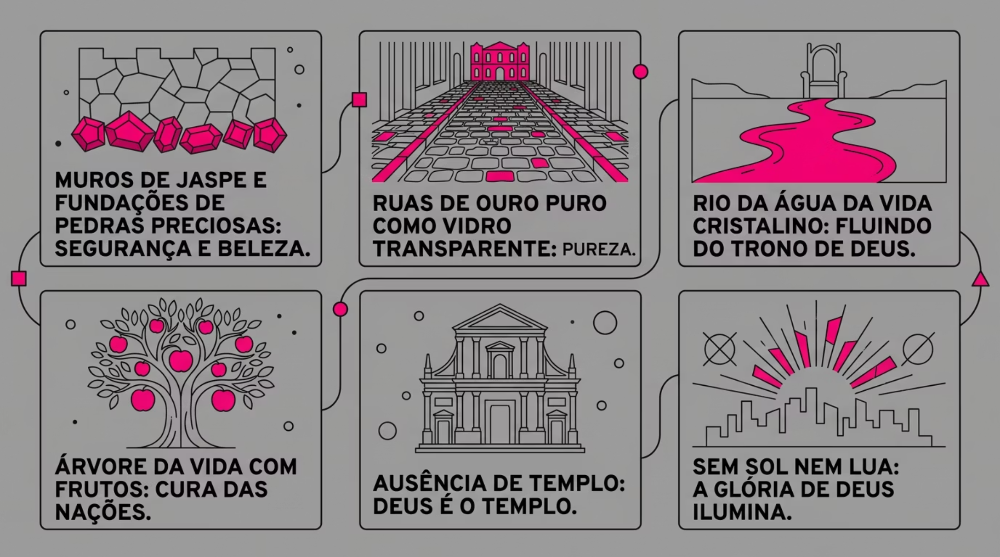 MUROS DE JASPE E
FUNDAÇÕES DE
PEDRAS PRECIOSAS:
SEGURANÇA E BELEZA.
RUAS DE OURO PURO
COMO VIDRO
TRANSPARENTE: PUREZA.
RIO DA ÁGUA DA VIDA
CRISTALINO: FLUINDO
DO TRONO DE DEUS.
ÁRVORE DA VIDA COM
FRUTOS: CURA DAS
NAÇÕES.
AUSÊNCIA DE TEMPLO:
DEUS É O TEMPLO.
SEM SOL NEM LUA:
A GLÓRIA DE DEUS
ILUMINA.